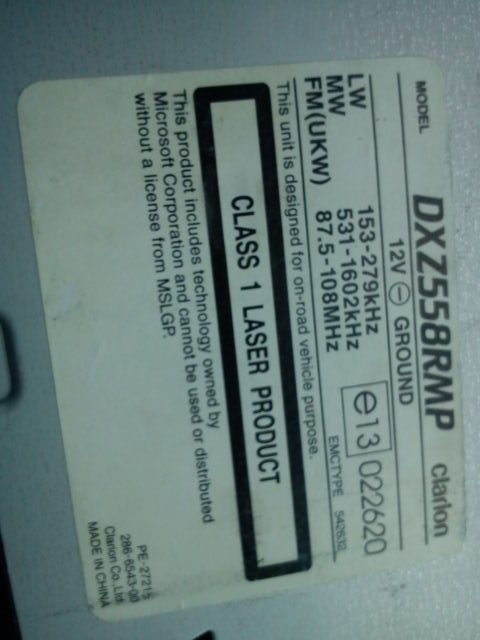 MODEL DXZ558RMP clarion
12V ⊖ GROUND
LW 153-279kHz
MW 531-1602kHz
FM(UKW) 87.5-108MHz
e13 022620
EMCTYPE 542632
This unit is designed for on-road vehicle purpose.
CLASS 1 LASER PRODUCT
This product includes technology owned by
Microsoft Corporation and cannot be used or distributed
without a license from MSLGP.
PE-2721S
286-6543-00
Clarion Co.,Ltd.
MADE IN CHINA